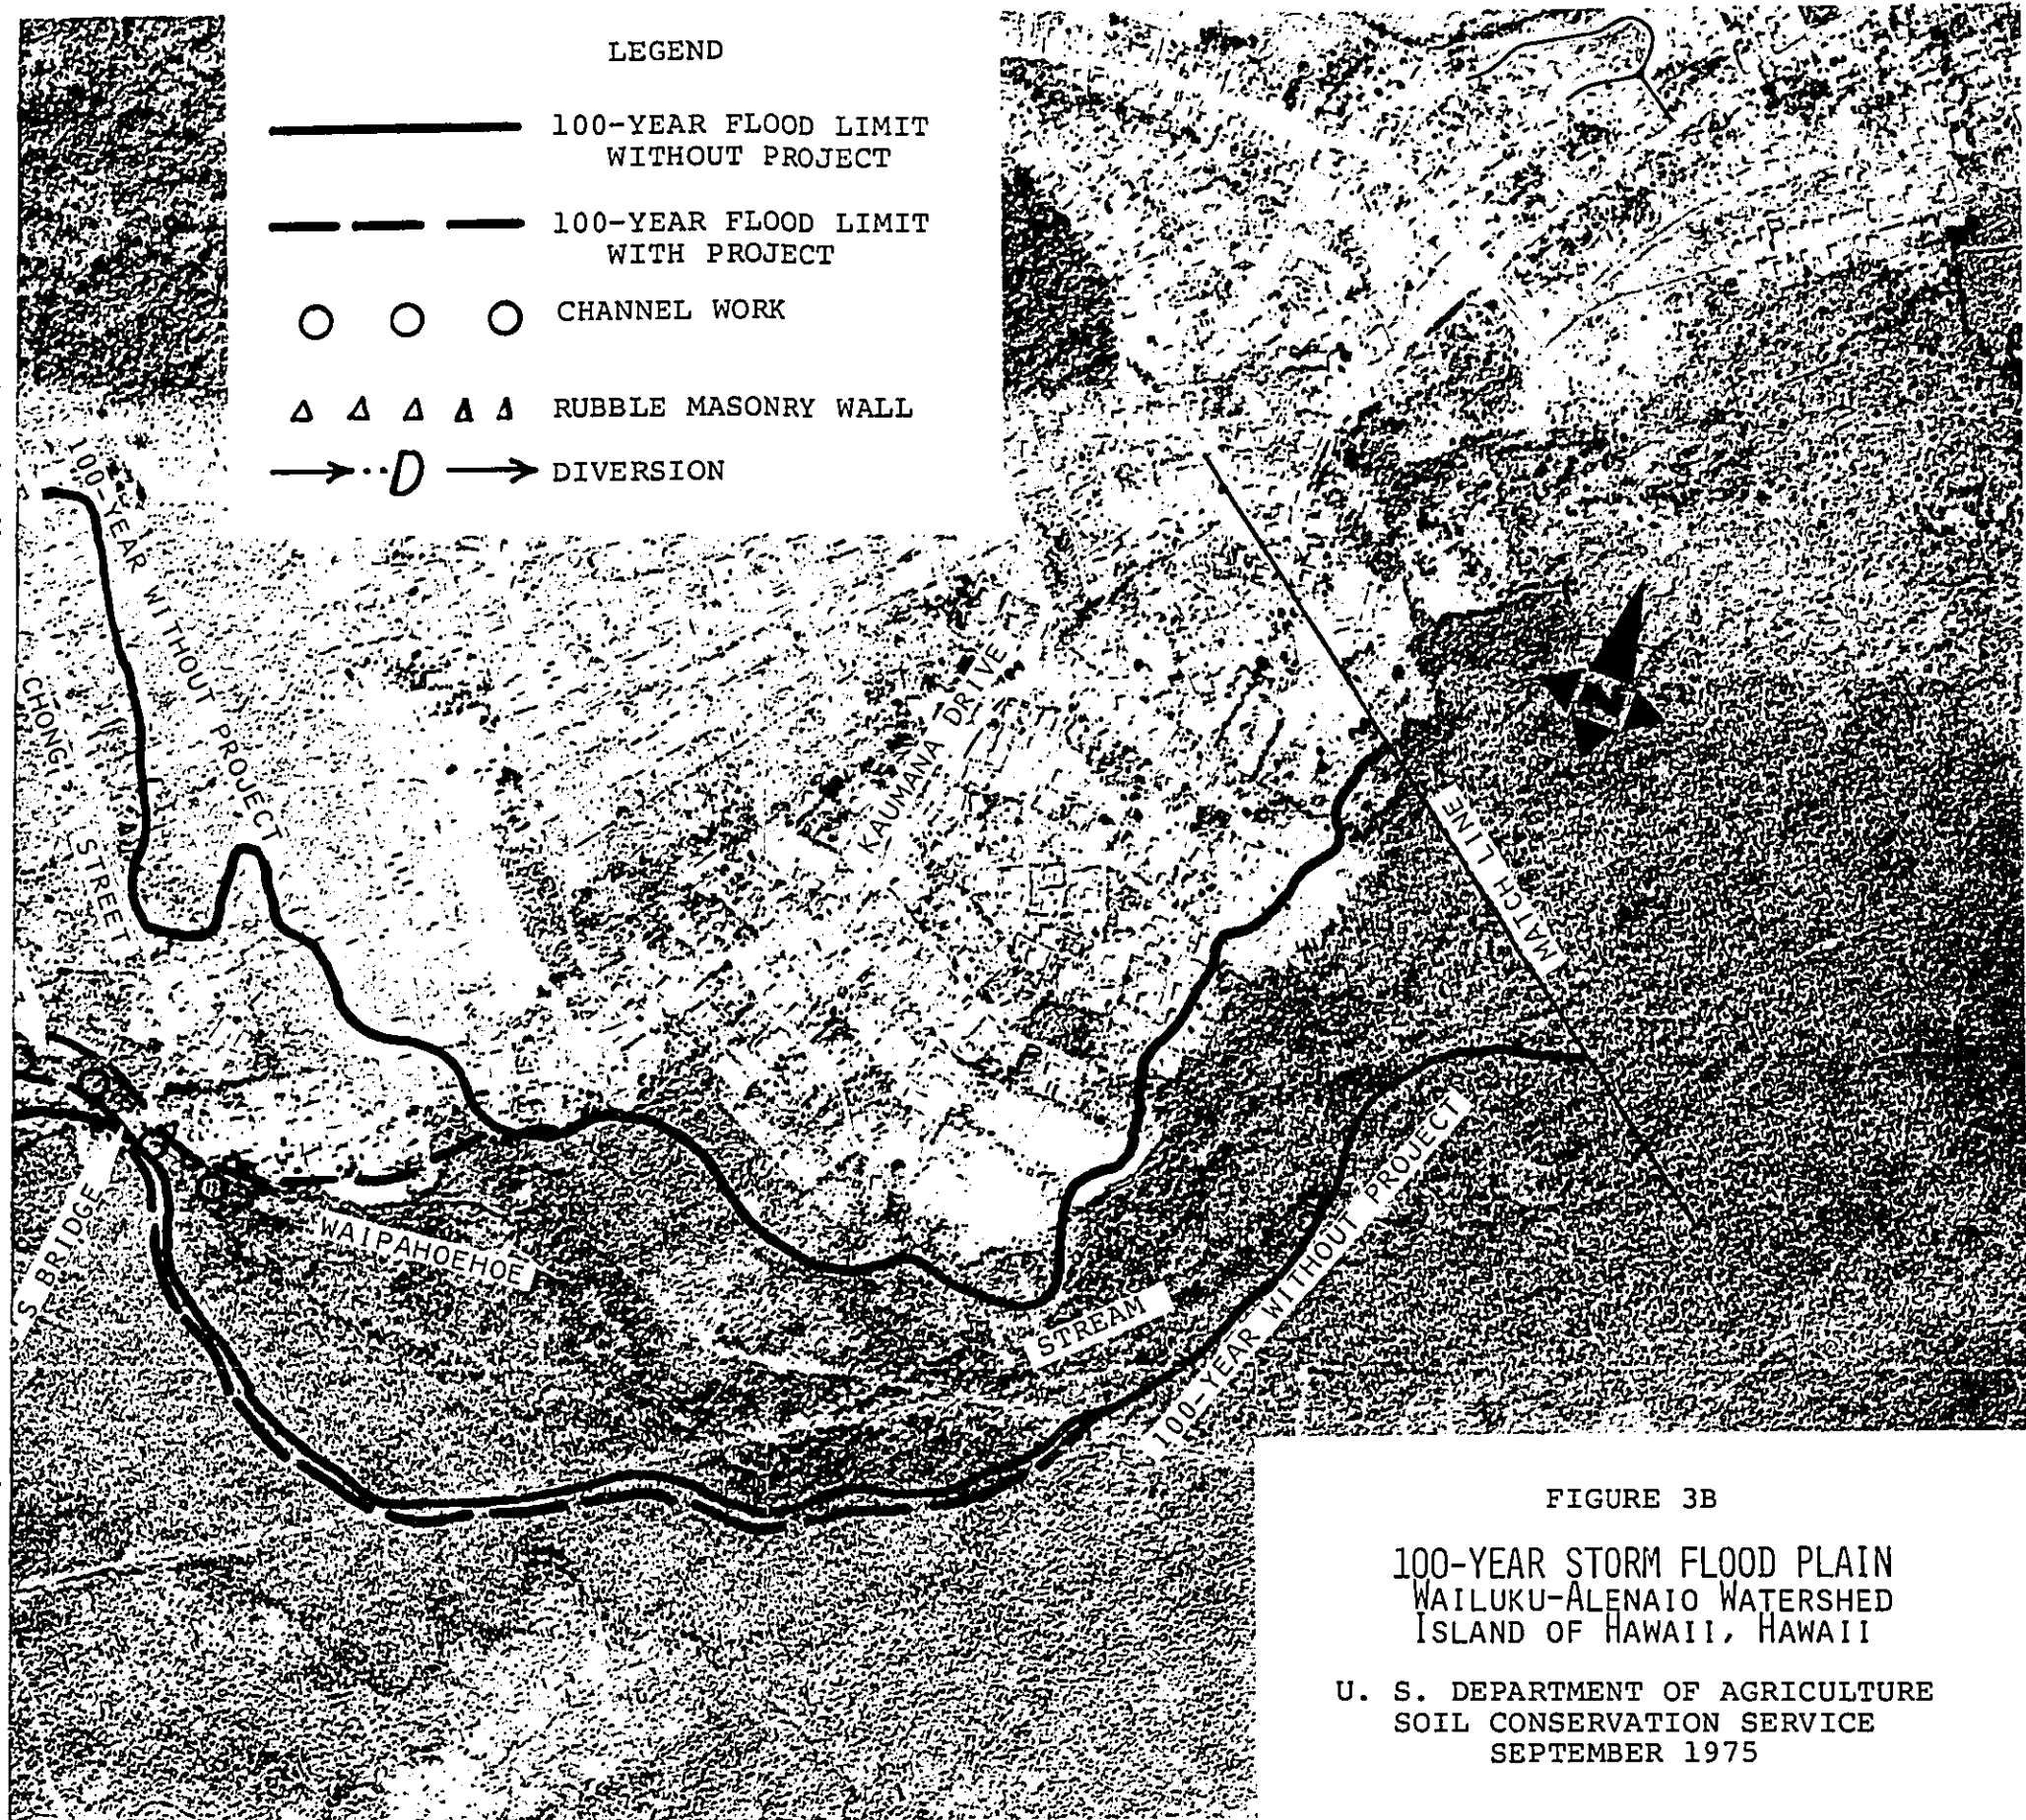 LEGEND
100-YEAR FLOOD LIMIT
WITHOUT PROJECT
100-YEAR FLOOD LIMIT
WITH PROJECT
CHANNEL WORK
RUBBLE MASONRY WALL
D DIVERSION
100-YEAR WITHOUT PROJECT
CHONG STREET
KAUMANA DRIVE
MATCH LINE
S BRIDGE
WAIPAHOEHOE
STREAM
100-YEAR WITHOUT PROJECT
FIGURE 3B
100-YEAR STORM FLOOD PLAIN
WAILUKU-ALENAIO WATERSHED
ISLAND OF HAWAII, HAWAII
U. S. DEPARTMENT OF AGRICULTURE
SOIL CONSERVATION SERVICE
SEPTEMBER 1975